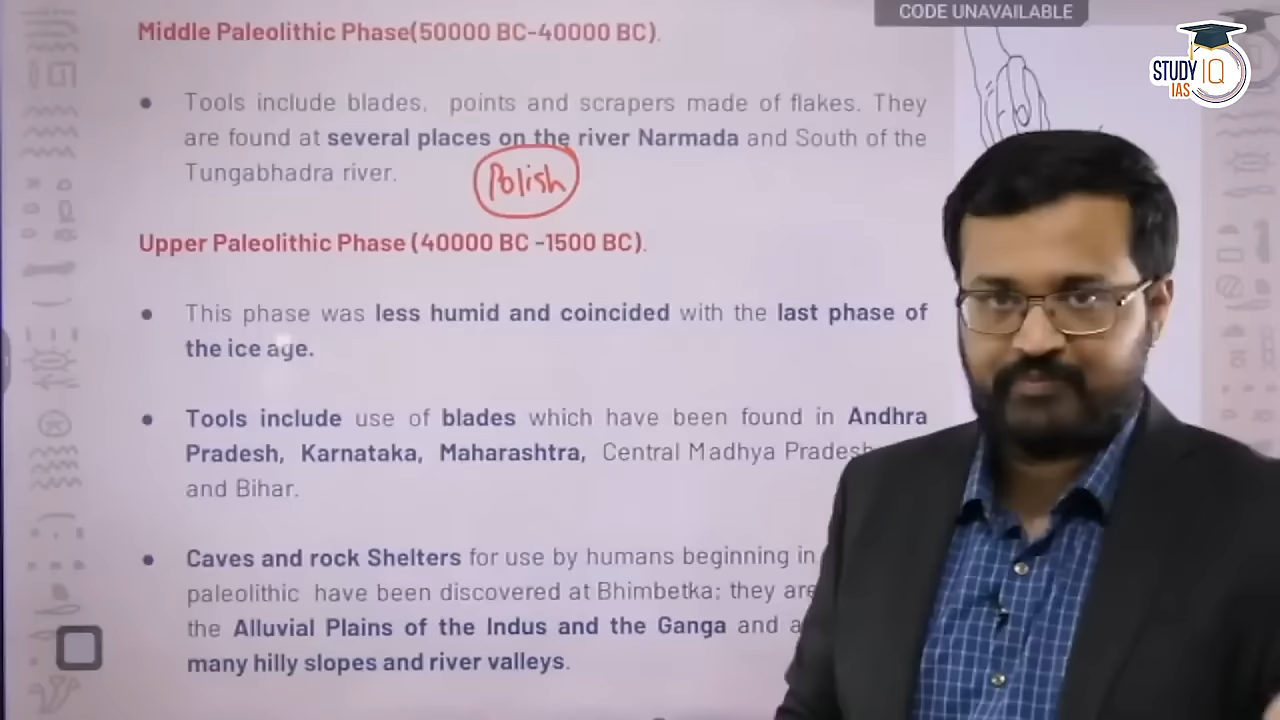 CODE UNAVAILABLE
STUDY IQ
IAS
Middle Paleolithic Phase(50000 BC-40000 BC).
• Tools include blades, points and scrapers made of flakes. They
are found at several places on the river Narmada and South of the
Tungabhadra river.
Polish
Upper Paleolithic Phase (40000 BC -1500 BC).
• This phase was less humid and coincided with the last phase of
the ice age.
• Tools include use of blades which have been found in Andhra
Pradesh, Karnataka, Maharashtra, Central Madhya Pradesh
and Bihar.
• Caves and rock Shelters for use by humans beginning in
paleolithic have been discovered at Bhimbetka; they are
the Alluvial Plains of the Indus and the Ganga and
many hilly slopes and river valleys.